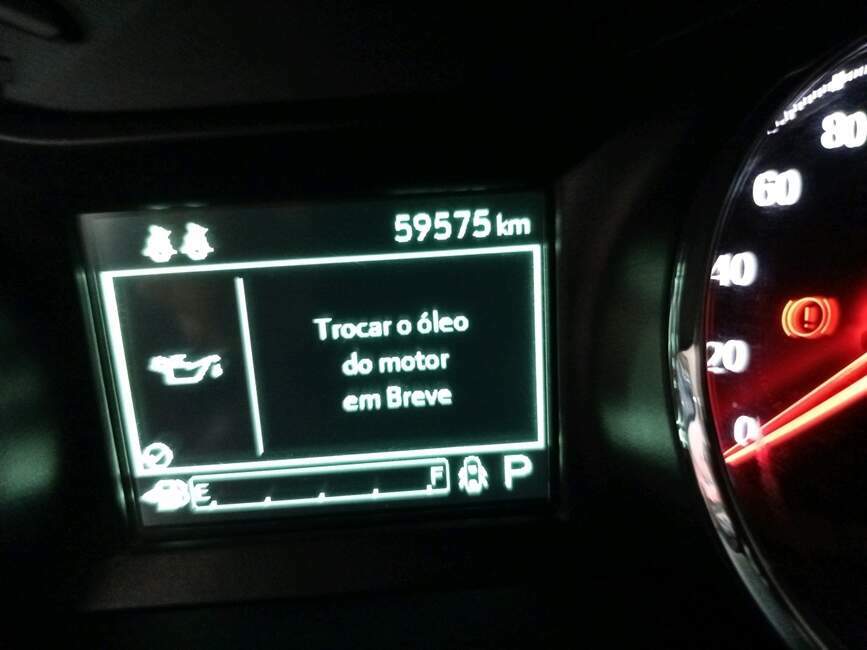 59575 km
Trocar o óleo
do motor
em Breve
E
F
P
80
60
40
20
0